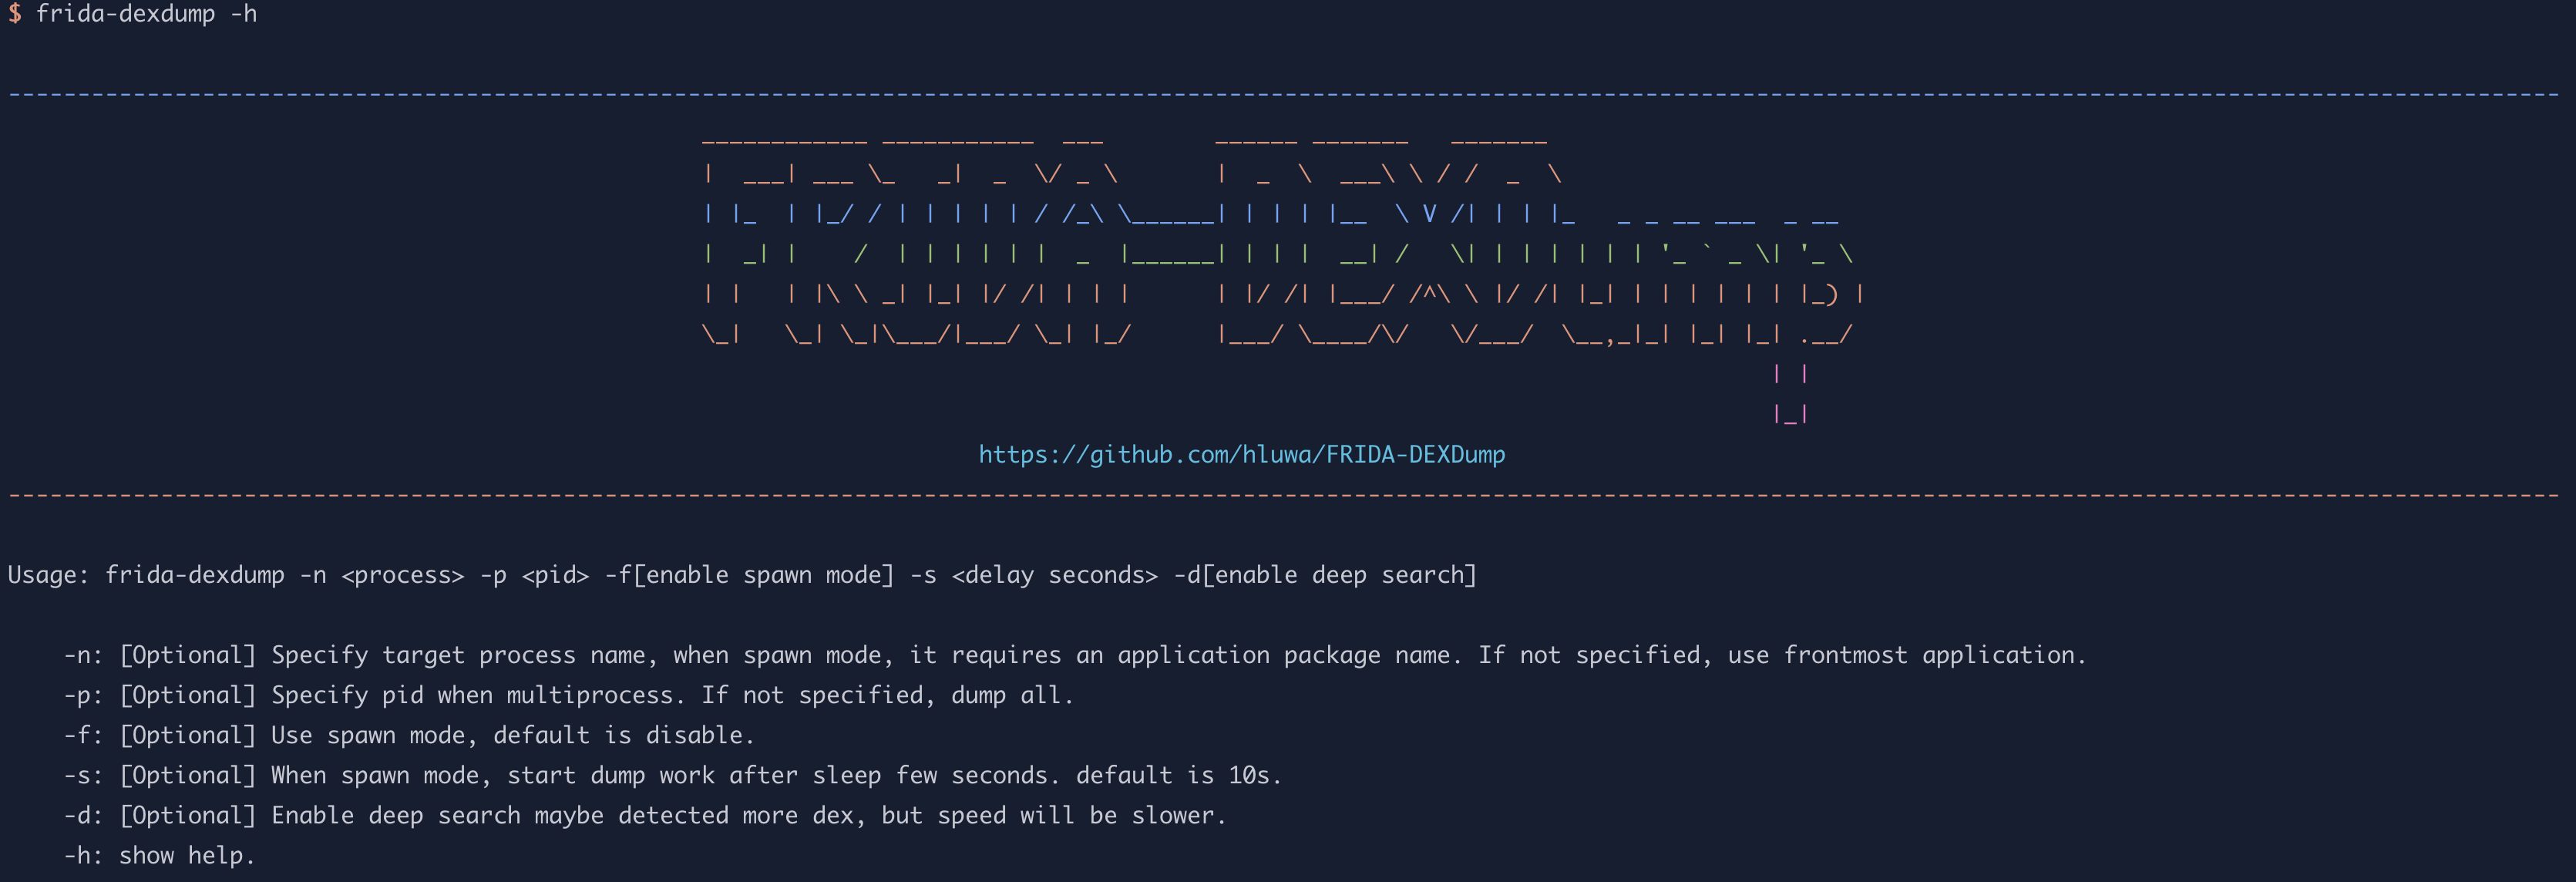 $ frida-dexdump -h
FRIDA-DEXDump
https://github.com/hluwa/FRIDA-DEXDump
Usage: frida-dexdump -n <process> -p <pid> -f[enable spawn mode] -s <delay seconds> -d[enable deep search]
-n: [Optional] Specify target process name, when spawn mode, it requires an application package name. If not specified, use frontmost application.
-p: [Optional] Specify pid when multiprocess. If not specified, dump all.
-f: [Optional] Use spawn mode, default is disable.
-s: [Optional] When spawn mode, start dump work after sleep few seconds. default is 10s.
-d: [Optional] Enable deep search maybe detected more dex, but speed will be slower.
-h: show help.